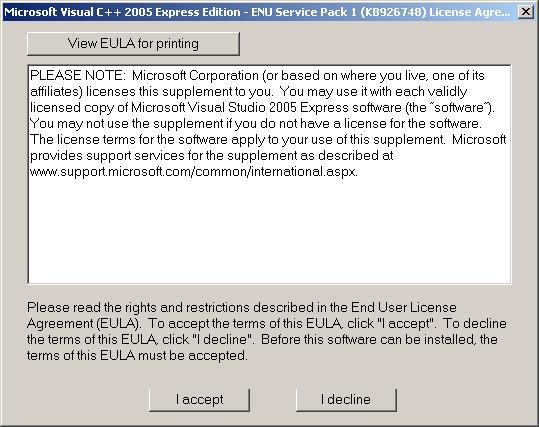 Microsoft Visual C++ 2005 Express Edition - ENU Service Pack 1 (KB926748) License Agre...
View EULA for printing
PLEASE NOTE:  Microsoft Corporation (or based on where you live, one of its
affiliates) licenses this supplement to you.  You may use it with each validly
licensed copy of Microsoft Visual Studio 2005 Express software (the ˝software˝).
You may not use the supplement if you do not have a license for the software.
The license terms for the software apply to your use of this supplement.  Microsoft
provides support services for the supplement as described at
www.support.microsoft.com/common/international.aspx.
Please read the rights and restrictions described in the End User License
Agreement (EULA).  To accept the terms of this EULA, click "I accept".  To decline
the terms of this EULA, click "I decline".  Before this software can be installed, the
terms of this EULA must be accepted.
I accept
I decline